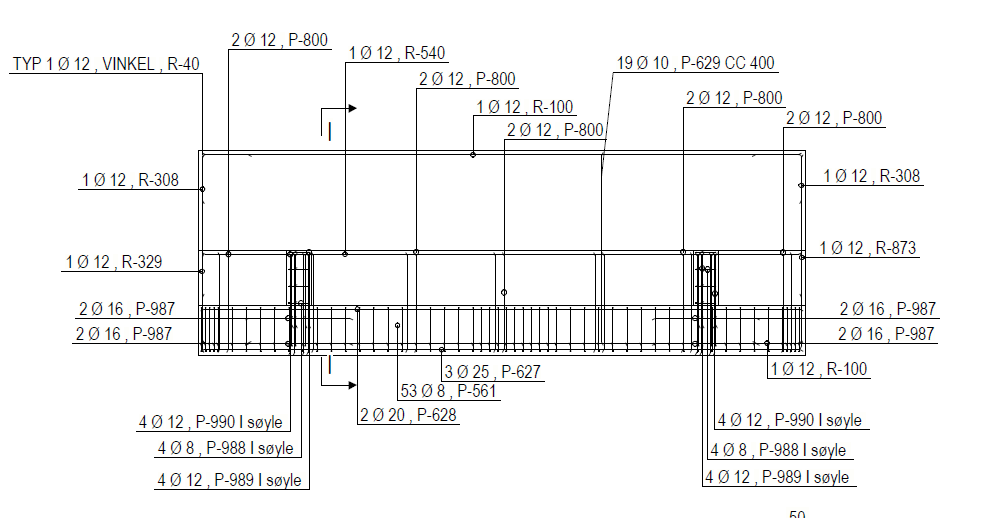 2 Ø 12 , P-800
1 Ø 12 , R-540
TYP 1 Ø 12 , VINKEL , R-40
19 Ø 10 , P-629 CC 400
2 Ø 12 , P-800
2 Ø 12 , P-800
1 Ø 12 , R-100
2 Ø 12 , P-800
2 Ø 12 , P-800
I
1 Ø 12 , R-308
1 Ø 12 , R-308
1 Ø 12 , R-873
1 Ø 12 , R-329
2 Ø 16 , P-987
2 Ø 16 , P-987
2 Ø 16 , P-987
2 Ø 16 , P-987
I
3 Ø 25 , P-627
1 Ø 12 , R-100
53 Ø 8 , P-561
2 Ø 20 , P-628
4 Ø 12 , P-990 I søyle
4 Ø 12 , P-990 I søyle
4 Ø 8 , P-988 I søyle
4 Ø 8 , P-988 I søyle
4 Ø 12 , P-989 I søyle
4 Ø 12 , P-989 I søyle
50